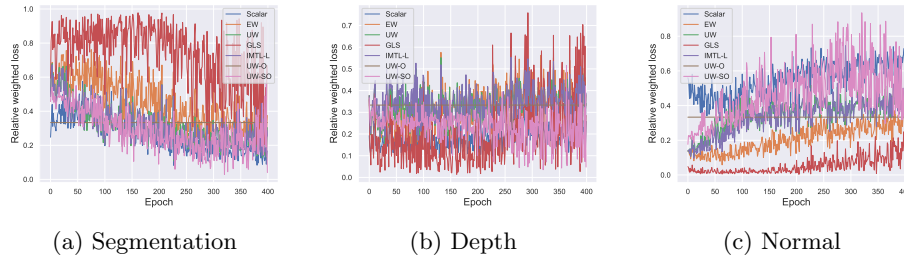 Relative weighted loss
1.0
0.8
0.6
0.4
0.2
0.0
0 50 100 150 200 250 300 350 400
Epoch
Scalar
EW
UW
GLS
IMTL-L
UW-O
UW-SO
(a) Segmentation
Relative weighted loss
0.7
0.6
0.5
0.4
0.3
0.2
0.1
0.0
0 50 100 150 200 250 300 350 400
Epoch
Scalar
EW
UW
GLS
IMTL-L
UW-O
UW-SO
(b) Depth
Relative weighted loss
0.8
0.6
0.4
0.2
0.0
0 50 100 150 200 250 300 350 400
Epoch
Scalar
EW
UW
GLS
IMTL-L
UW-O
UW-SO
(c) Normal